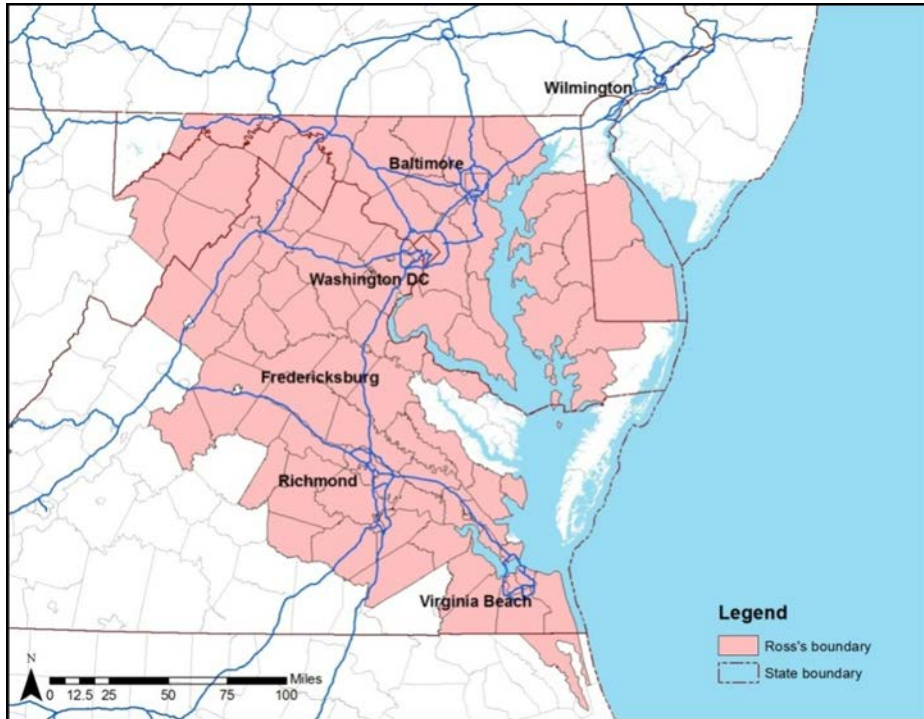 Wilmington
Baltimore
Washington DC
Fredericksburg
Richmond
Virginia Beach
Legend
Ross's boundary
State boundary
N
Miles
0 12.5 25 50 75 100